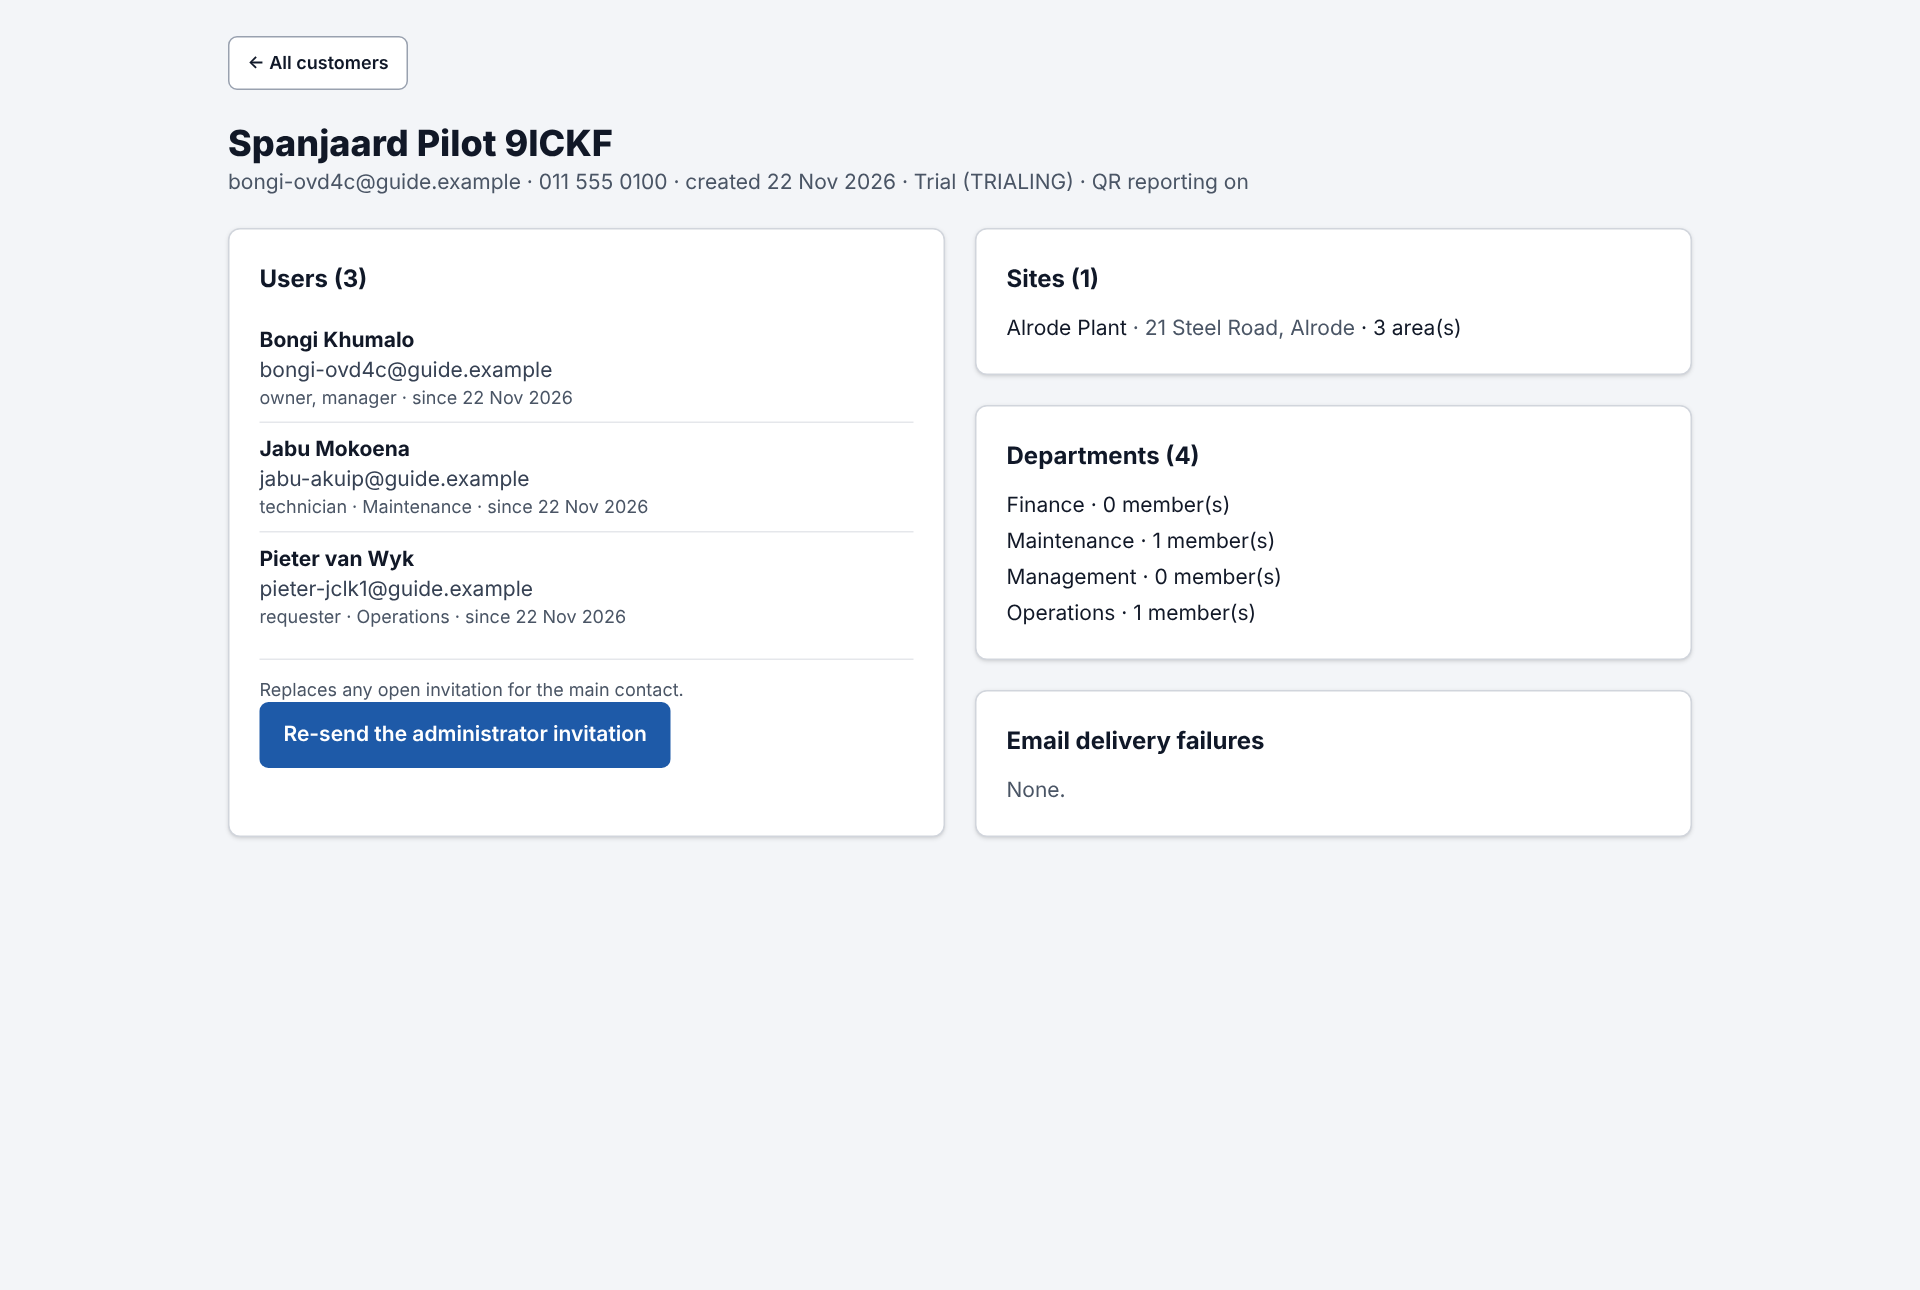 ← All customers
Spanjaard Pilot 9ICKF
bongi-ovd4c@guide.example · 011 555 0100 · created 22 Nov 2026 · Trial (TRIALING) · QR reporting on
Users (3)
Bongi Khumalo
bongi-ovd4c@guide.example
owner, manager · since 22 Nov 2026
Jabu Mokoena
jabu-akuip@guide.example
technician · Maintenance · since 22 Nov 2026
Pieter van Wyk
pieter-jclk1@guide.example
requester · Operations · since 22 Nov 2026
Replaces any open invitation for the main contact.
Re-send the administrator invitation
Sites (1)
Alrode Plant · 21 Steel Road, Alrode · 3 area(s)
Departments (4)
Finance · 0 member(s)
Maintenance · 1 member(s)
Management · 0 member(s)
Operations · 1 member(s)
Email delivery failures
None.